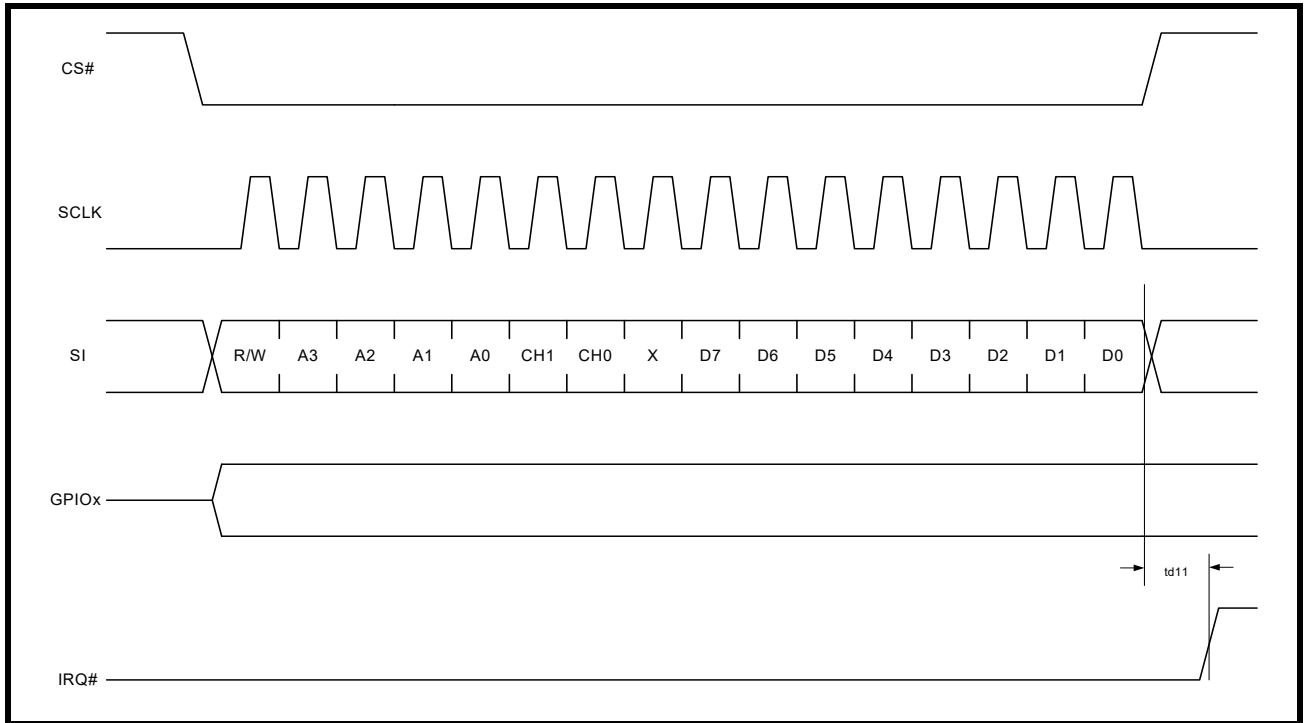 CS#
SCLK
SI R/W A3 A2 A1 A0 CH1 CH0 X D7 D6 D5 D4 D3 D2 D1 D0
GPIOx
td11
IRQ#